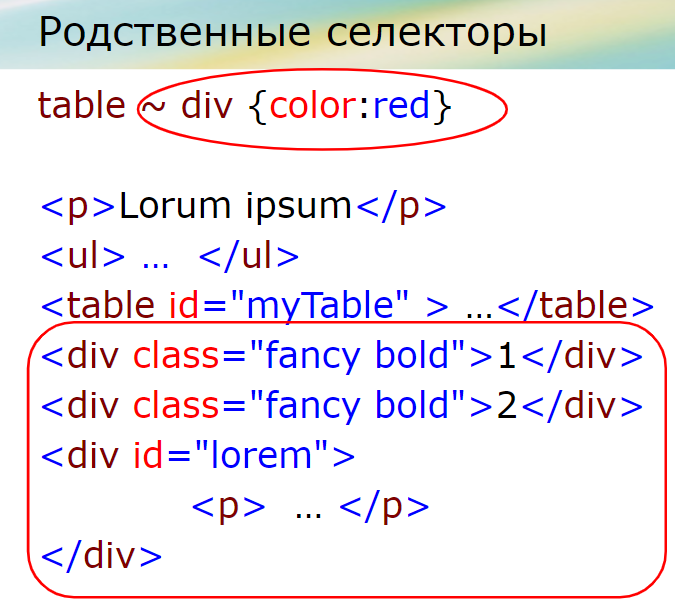 Родственные селекторы
table ~ div {color:red}
<p>Lorum ipsum</p>
<ul> … </ul>
<table id="myTable" > …</table>
<div class="fancy bold">1</div>
<div class="fancy bold">2</div>
<div id="lorem">
<p> … </p>
</div>